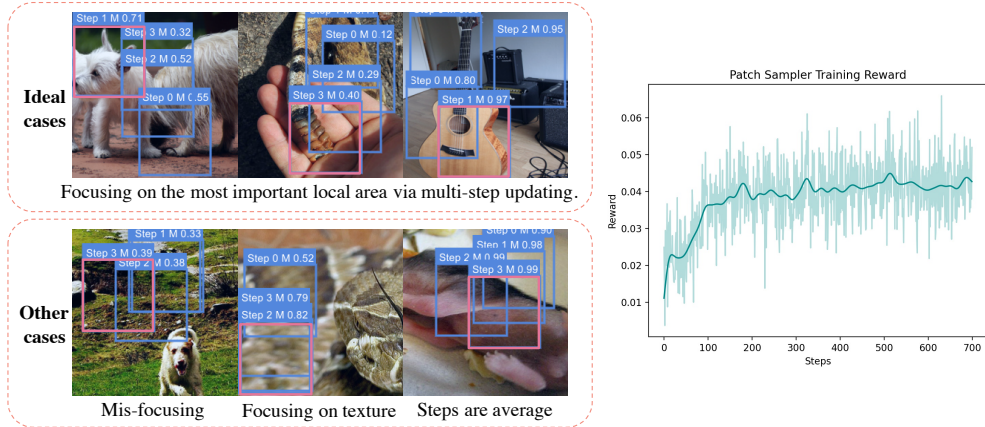 Ideal
cases
Step 1 M 0.71
Step 3 M 0.32
Step 2 M 0.52
Step 0 M 0.55
Step 0 M 0.12
Step 2 M 0.29
Step 3 M 0.40
Step 2 M 0.95
Step 0 M 0.80
Step 1 M 0.97
Focusing on the most important local area via multi-step updating.
Other
cases
Step 1 M 0.33
Step 3 M 0.39
Step 2 M 0.38
Step 0 M 0.52
Step 3 M 0.79
Step 2 M 0.82
Step 0 M 0.90
Step 1 M 0.98
Step 2 M 0.99
Step 3 M 0.99
Mis-focusing
Focusing on texture
Steps are average
Patch Sampler Training Reward
Reward
0.06
0.05
0.04
0.03
0.02
0.01
0 100 200 300 400 500 600 700
Steps